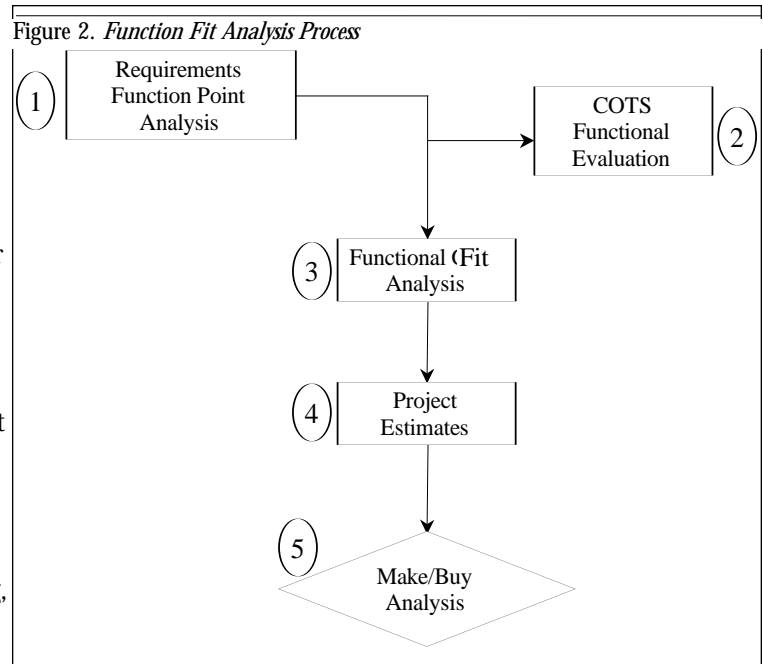 Figure 2. Function Fit Analysis Process
1
Requirements
Function Point
Analysis
COTS
Functional
Evaluation
2
3
Functional Fit
Analysis
4
Project
Estimates
5
Make/Buy
Analysis